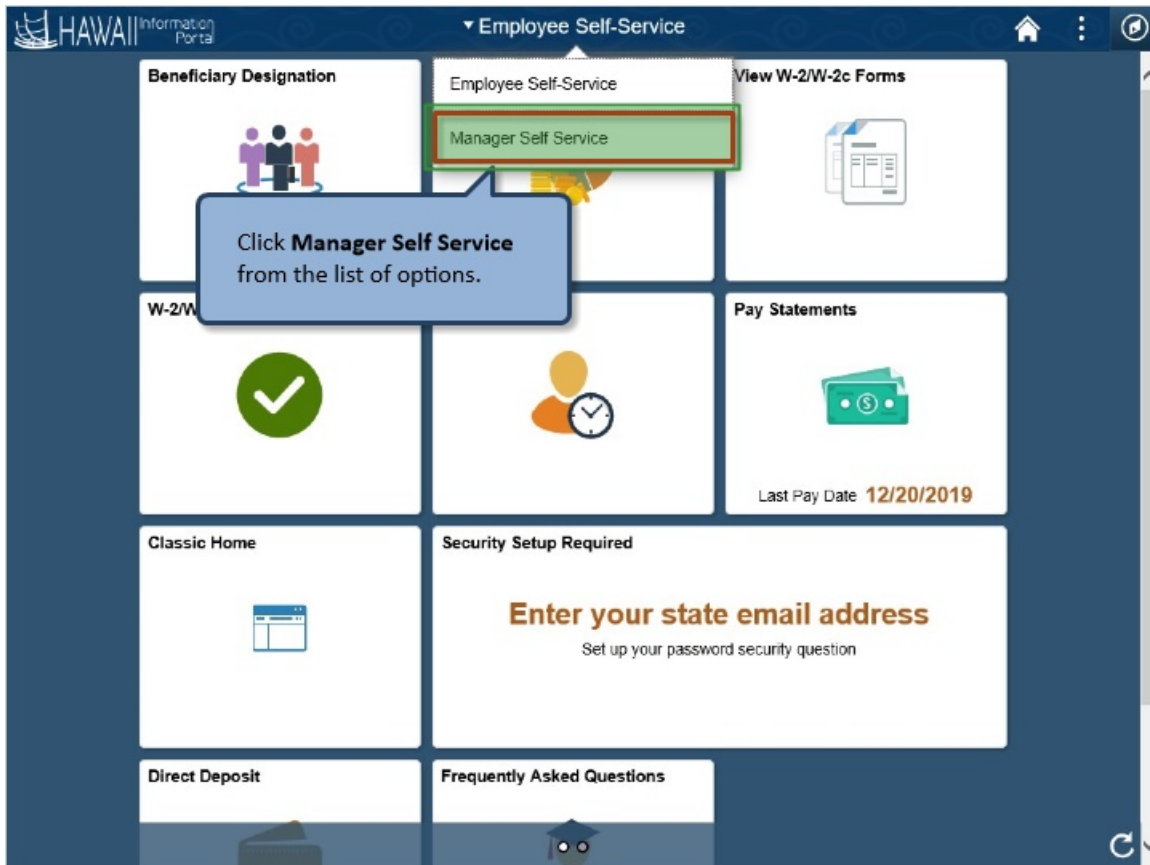 HAWAII Information
Portal
Employee Self-Service
Beneficiary Designation
Employee Self-Service
Manager Self Service
View W-2/W-2c Forms
Click Manager Self Service
from the list of options.
W-2/W
Pay Statements
Last Pay Date 12/20/2019
Classic Home
Security Setup Required
Enter your state email address
Set up your password security question
Direct Deposit
Frequently Asked Questions